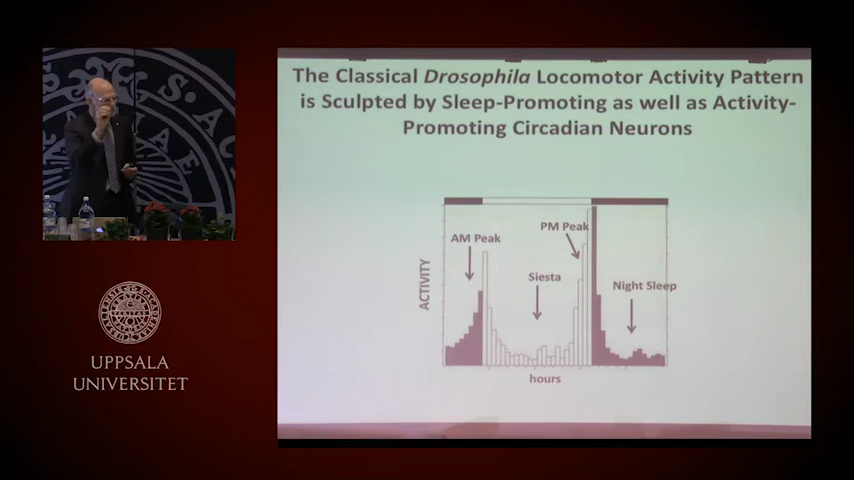 The Classical Drosophila Locomotor Activity Pattern
is Sculpted by Sleep-Promoting as well as Activity-
Promoting Circadian Neurons
AM Peak
PM Peak
Siesta
Night Sleep
ACTIVITY
hours
UPPSALA
UNIVERSITET